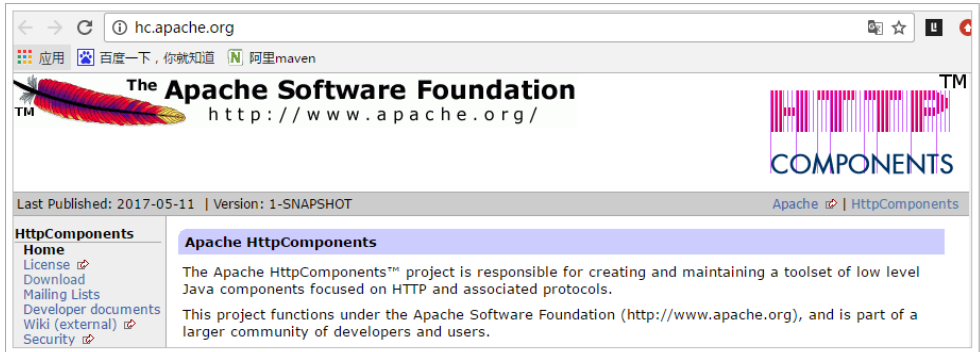 hc.apache.org
应用 百度一下，你就知道 阿里maven
The Apache Software Foundation
TM
http://www.apache.org/
HTTP TM
COMPONENTS
Last Published: 2017-05-11 | Version: 1-SNAPSHOT
Apache | HttpComponents
HttpComponents
Home
License
Download
Mailing Lists
Developer documents
Wiki (external)
Security
Apache HttpComponents
The Apache HttpComponents™ project is responsible for creating and maintaining a toolset of low level
Java components focused on HTTP and associated protocols.
This project functions under the Apache Software Foundation (http://www.apache.org), and is part of a
larger community of developers and users.